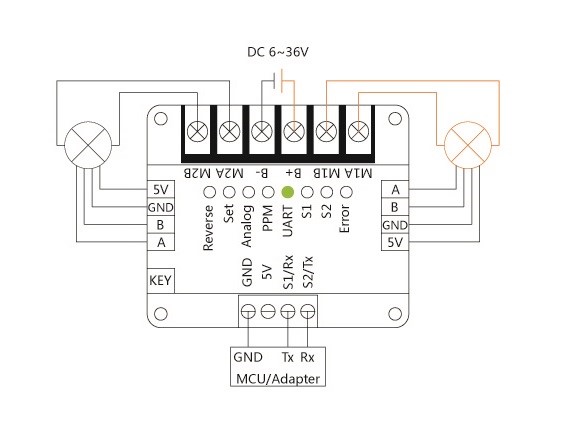 DC 6~36V
M2B M2A B- B+ M1B M1A
5V
GND
B
A
KEY
Reverse
Set
Analog
PPM
UART
S1
S2
Error
A
B
GND
5V
GND
5V
S1/Rx
S2/Tx
GND Tx Rx
MCU/Adapter